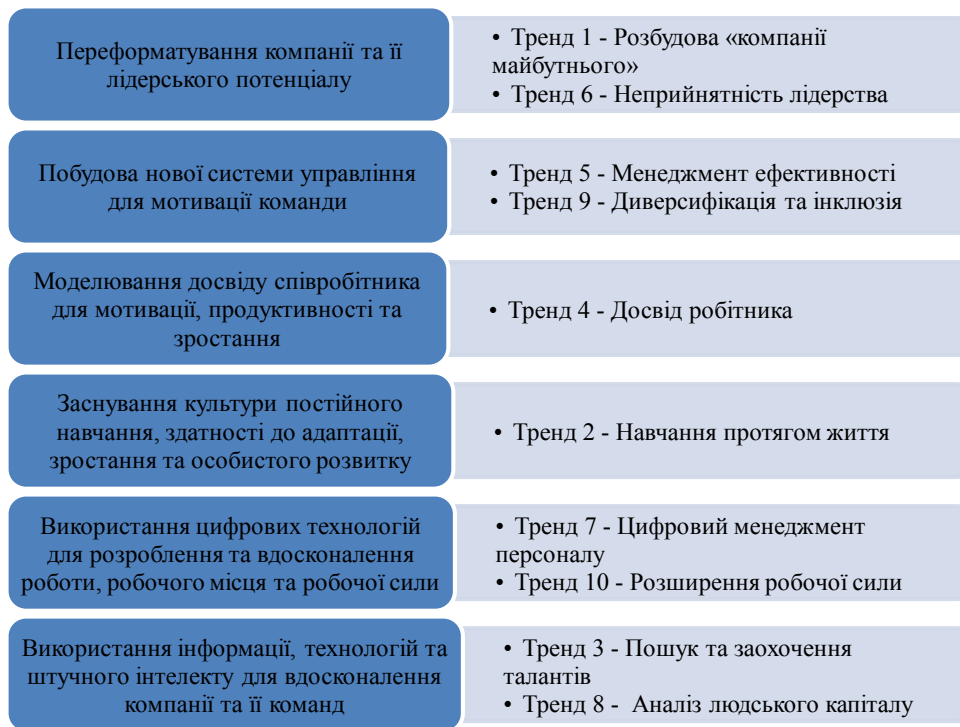 Переформатування компанії та її
лідерського потенціалу
• Тренд 1 - Розбудова «компанії
майбутнього»
• Тренд 6 - Неприйнятність лідерства
Побудова нової системи управління
для мотивації команди
• Тренд 5 - Менеджмент ефективності
• Тренд 9 - Диверсифікація та інклюзія
Моделювання досвіду співробітника
для мотивації, продуктивності та
зростання
• Тренд 4 - Досвід робітника
Заснування культури постійного
навчання, здатності до адаптації,
зростання та особистого розвитку
• Тренд 2 - Навчання протягом життя
Використання цифрових технологій
для розроблення та вдосконалення
роботи, робочого місця та робочої сили
• Тренд 7 - Цифровий менеджмент
персоналу
• Тренд 10 - Розширення робочої сили
Використання інформації, технологій та
штучного інтелекту для вдосконалення
компанії та її команд
• Тренд 3 - Пошук та заохочення
талантів
• Тренд 8 - Аналіз людського капіталу